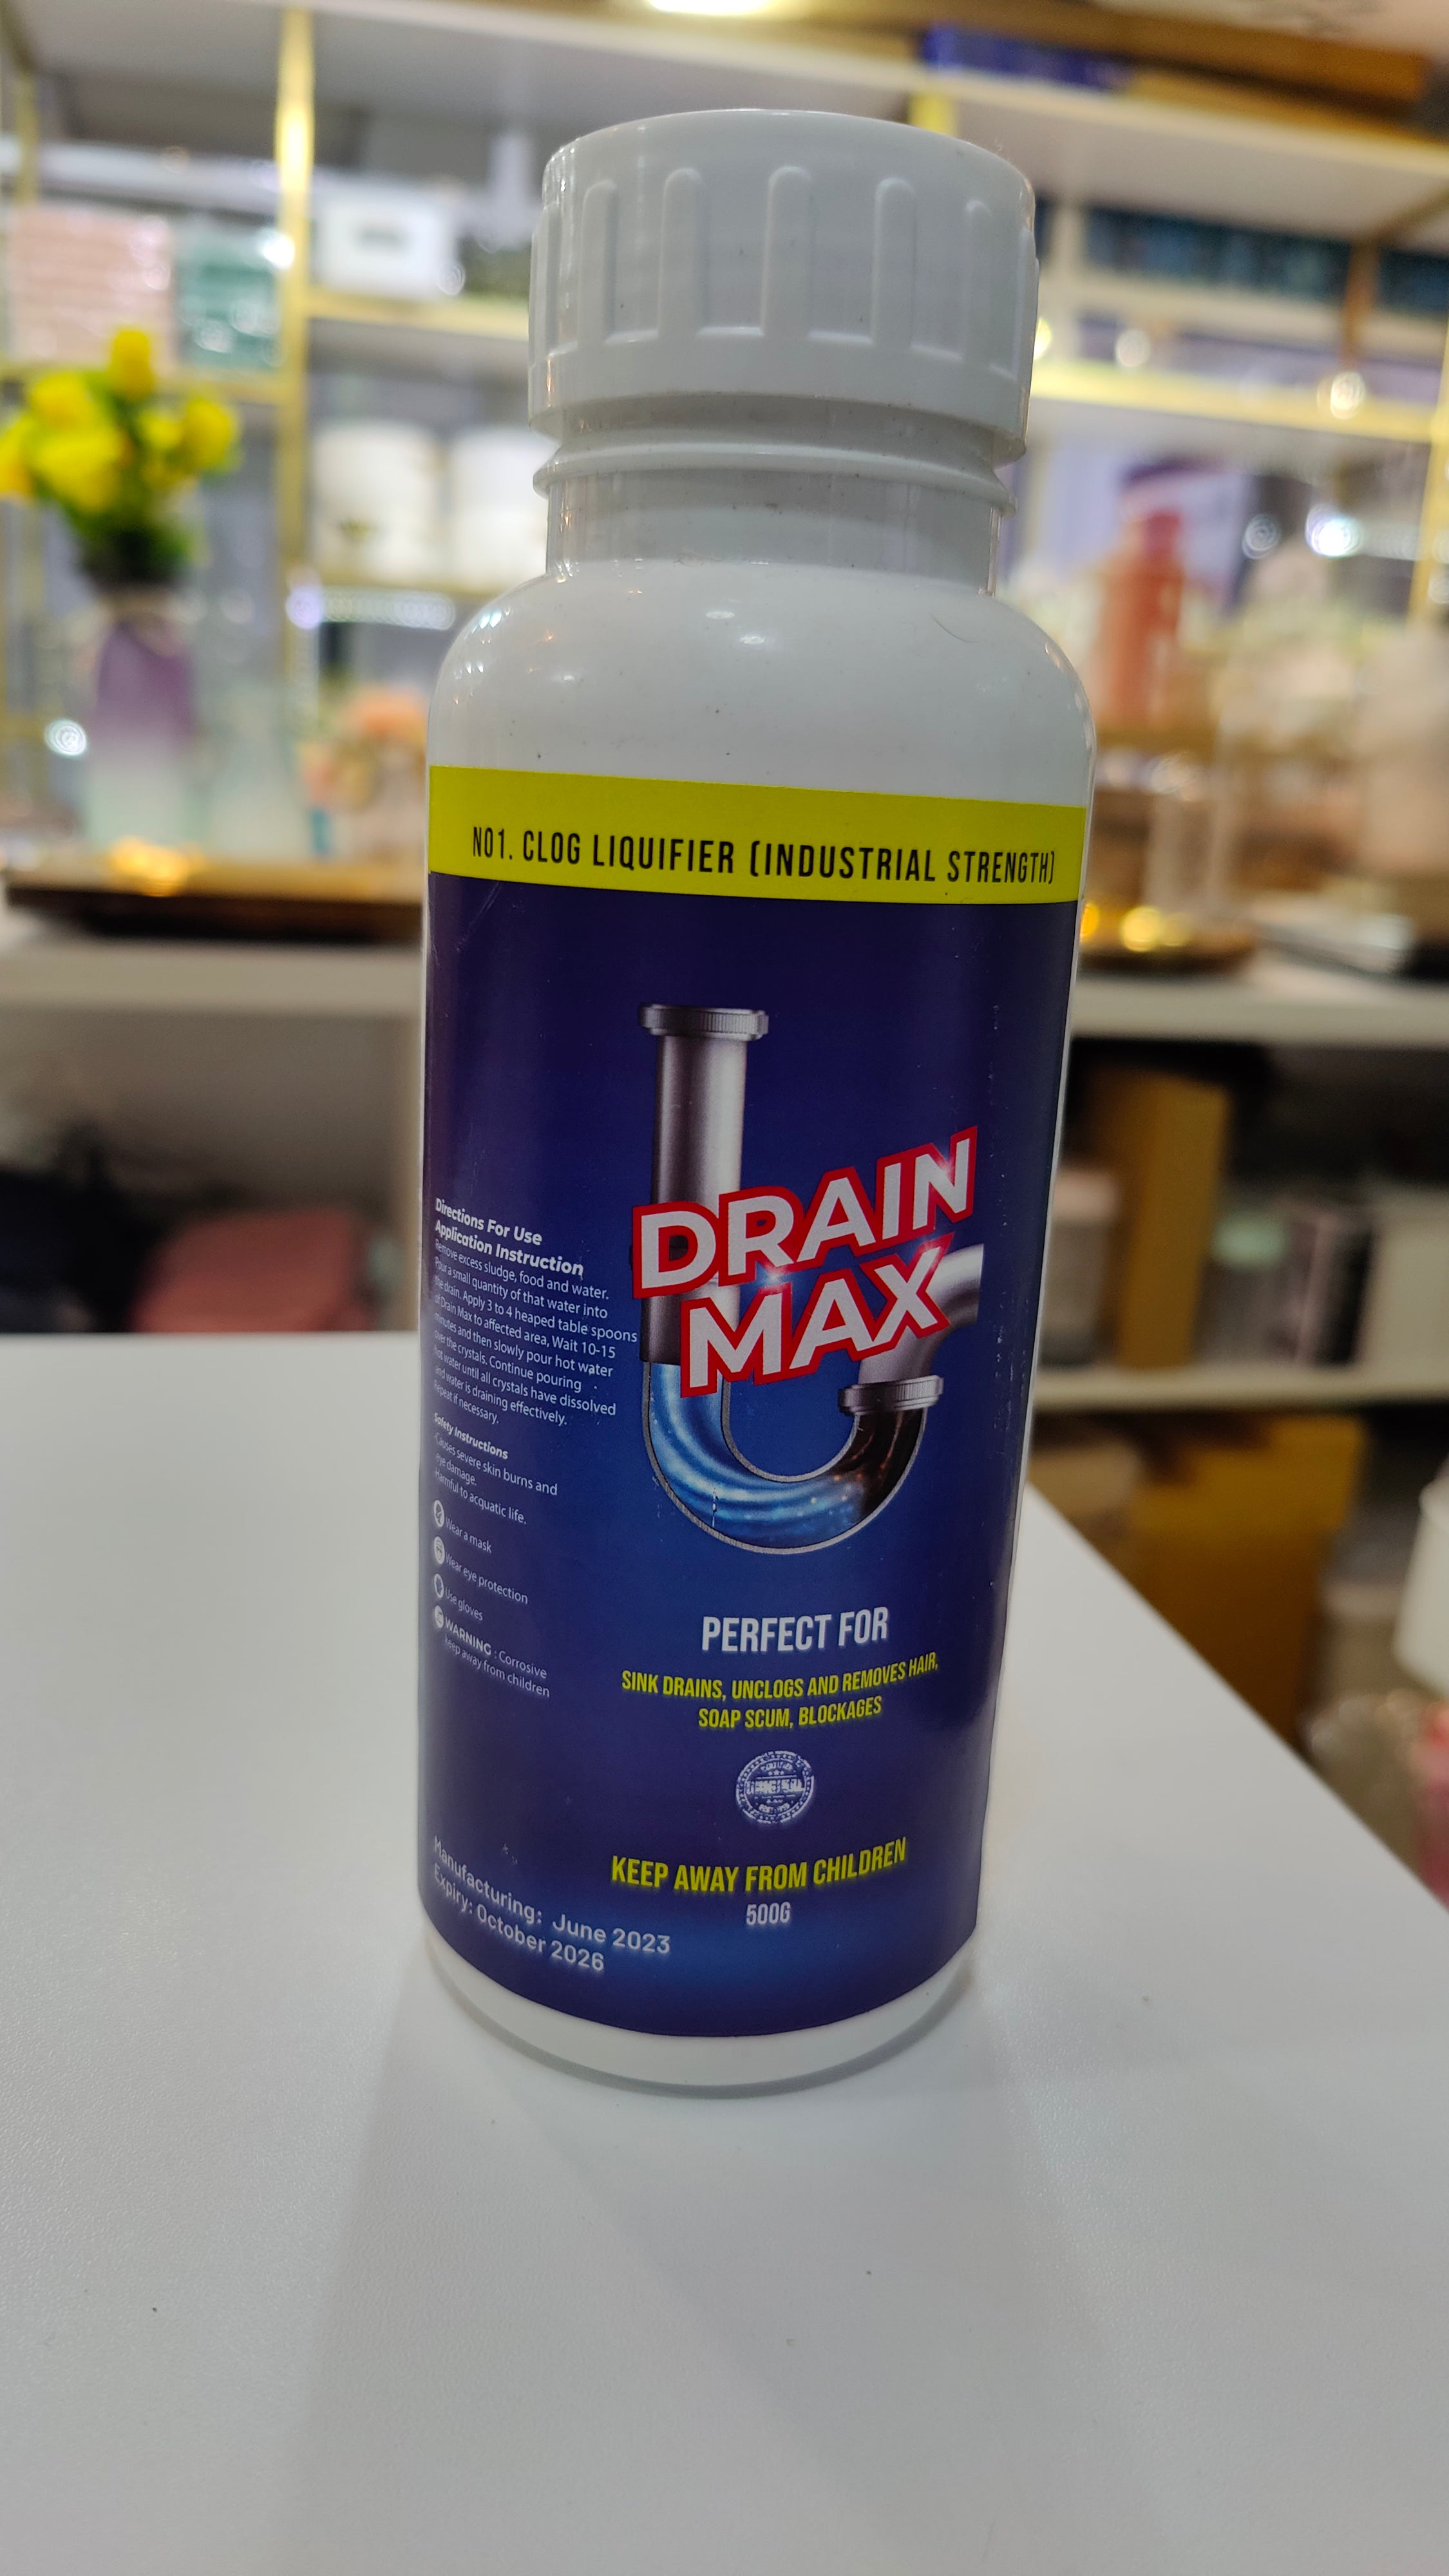 NO1. CLOG LIQUIFIER (INDUSTRIAL STRENGTH)
DRAIN
MAX
Directions For Use
Application Instruction
Remove excess sludge, food and water.
Pour a small quantity of that water into
the drain. Apply 3 to 4 heaped table spoons
of Drain Max to affected area, Wait 10-15
minutes and then slowly pour hot water
over the crystals. Continue pouring
hot water until all crystals have dissolved
and water is draining effectively.
Repeat if necessary.
Safety Instructions
Causes severe skin burns and
eye damage.
Harmful to acquatic life.
Wear a mask
Wear eye protection
Use gloves
WARNING : Corrosive
keep away from children
PERFECT FOR
SINK DRAINS, UNCLOGS AND REMOVES HAIR,
SOAP SCUM, BLOCKAGES
KEEP AWAY FROM CHILDREN
500G
Manufacturing: June 2023
Expiry: October 2026